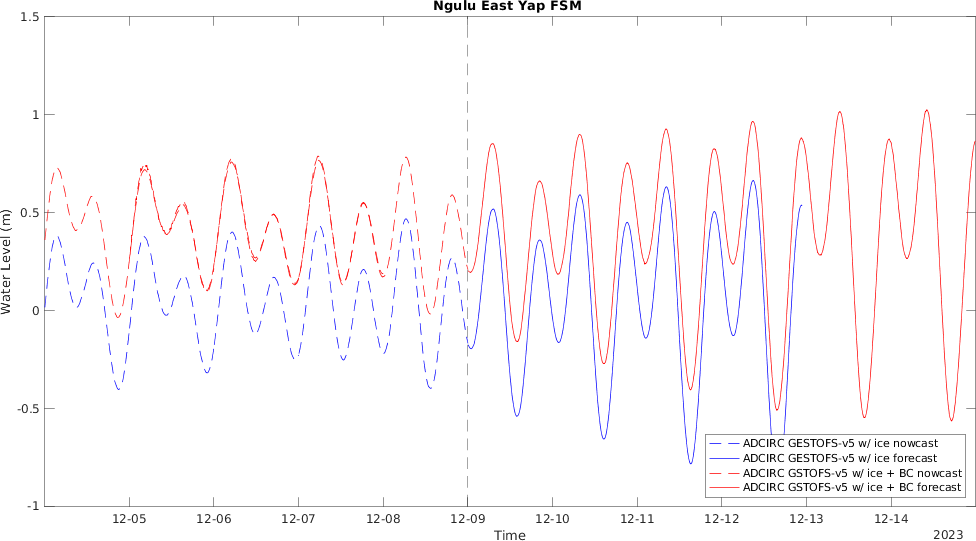 Ngulu East Yap FSM
1.5
1
0.5
0
-0.5
-1
Water Level (m)
12-05 12-06 12-07 12-08 12-09 12-10 12-11 12-12 12-13 12-14
Time
2023
ADCIRC GESTOFS-v5 w/ ice nowcast
ADCIRC GESTOFS-v5 w/ ice forecast
ADCIRC GSTOFS-v5 w/ ice + BC nowcast
ADCIRC GSTOFS-v5 w/ ice + BC forecast